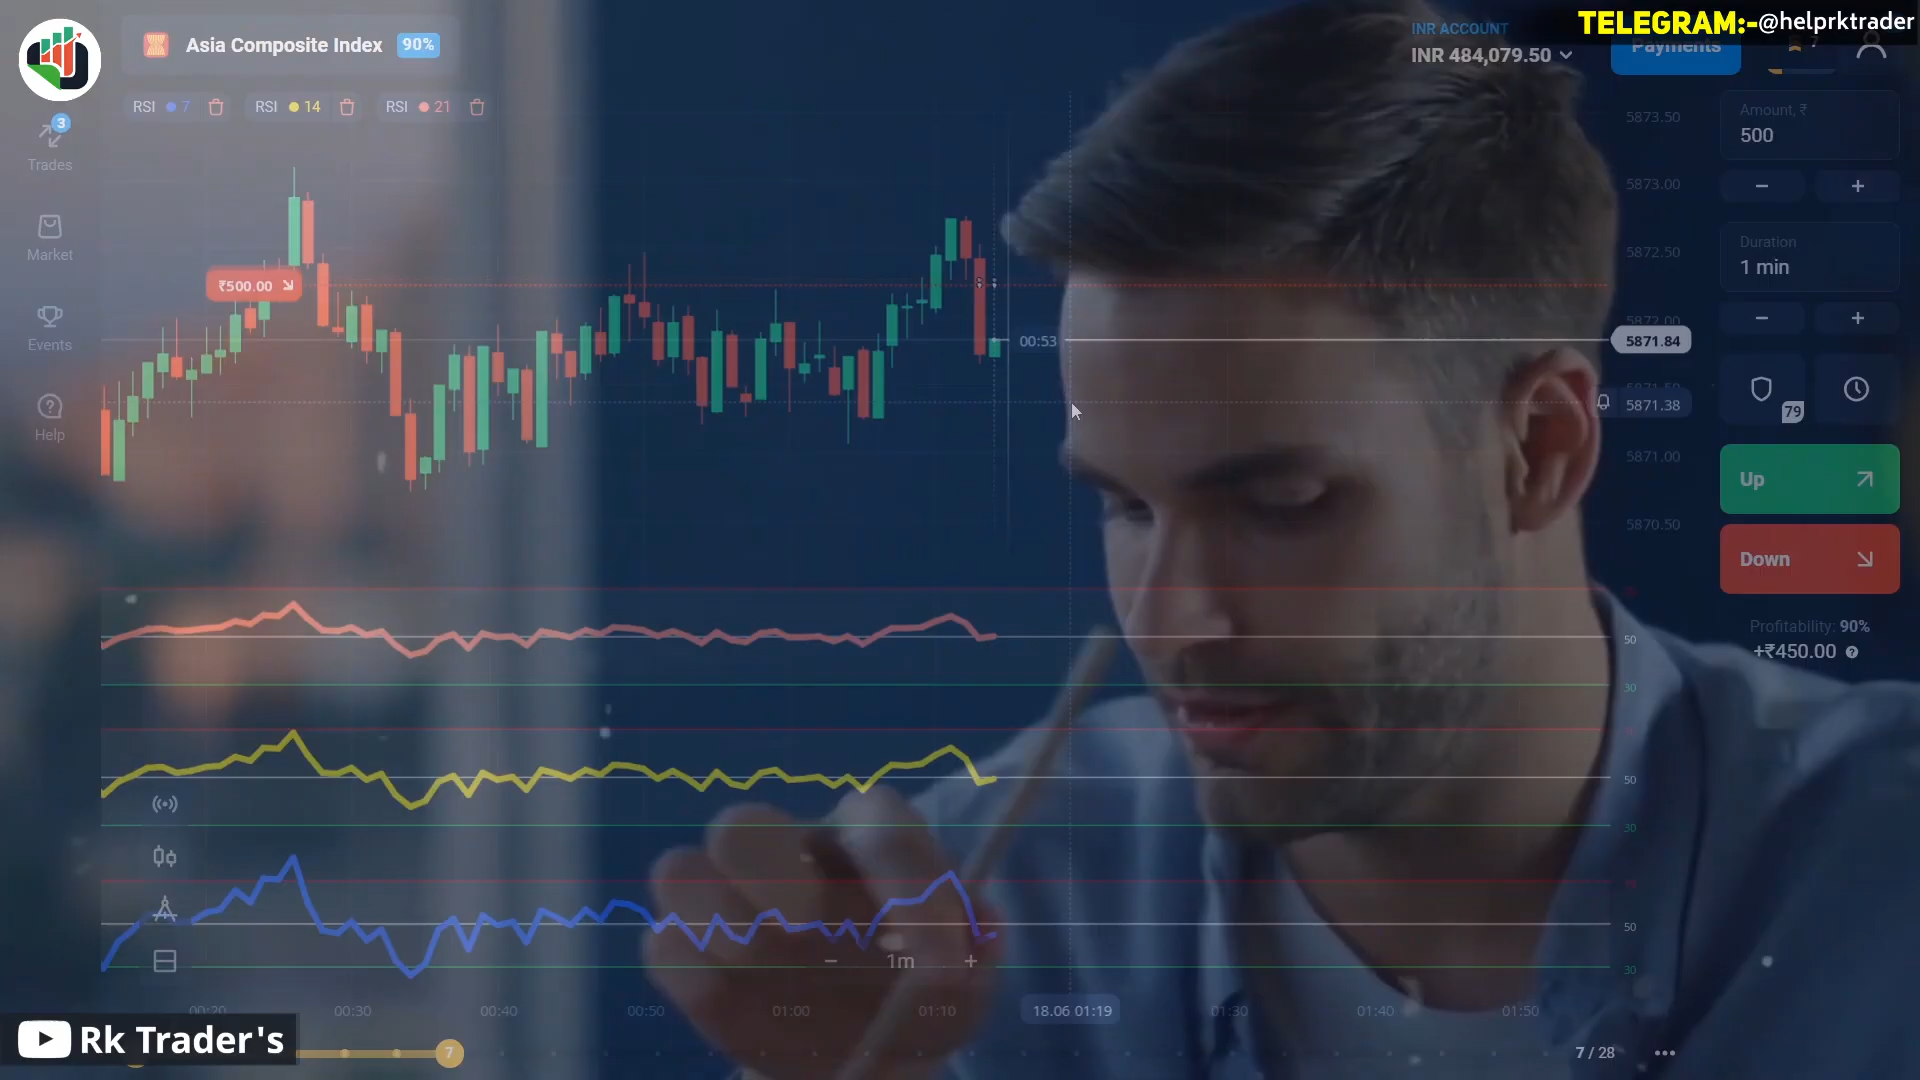 TELEGRAM:-@helprktrader
Asia Composite Index 90%
INR ACCOUNT
INR 484,079.50
Payments
7
RSI 7
RSI 14
RSI 21
3
Trades
Market
Events
? Help
₹500.00
00:53
5873.50
5873.00
5872.50
5872.00
5871.84
5871.50
5871.38
5871.00
5870.50
Amount, ₹
500
− +
Duration
1 min
− +
79
Up
Down
Profitability: 90%
+₹450.00 ?
50
30
50
30
50
30
− 1m +
00:20 00:30 00:40 00:50 01:00 01:10 18.06 01:19 01:30 01:40 01:50
Rk Trader's
7
7 / 28